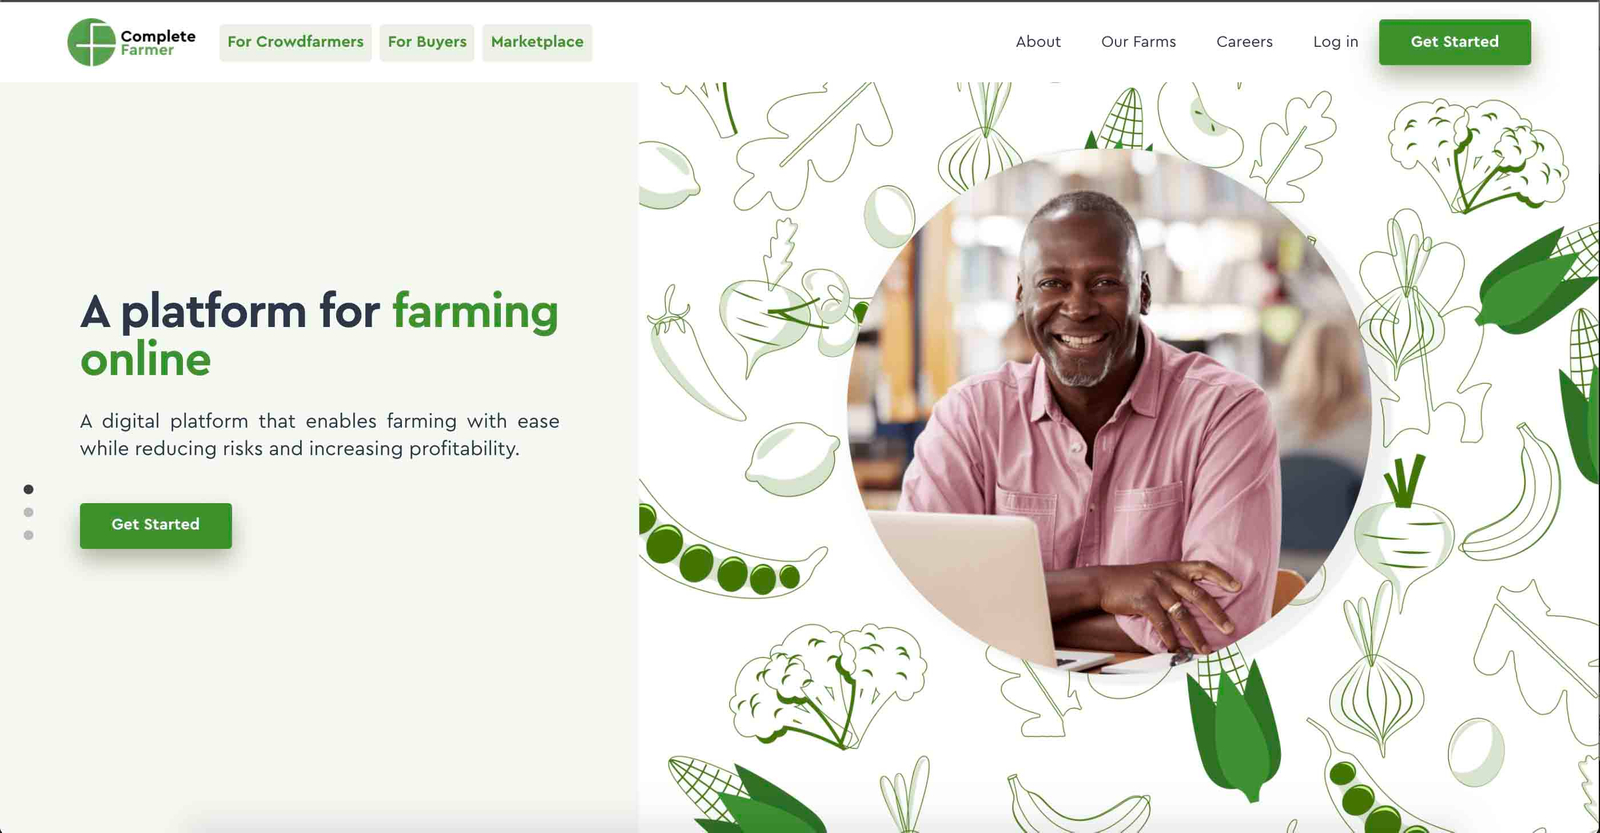 Complete
Farmer
For Crowdfarmers
For Buyers
Marketplace
About
Our Farms
Careers
Log in
Get Started
A platform for farming
online
A digital platform that enables farming with ease
while reducing risks and increasing profitability.
Get Started